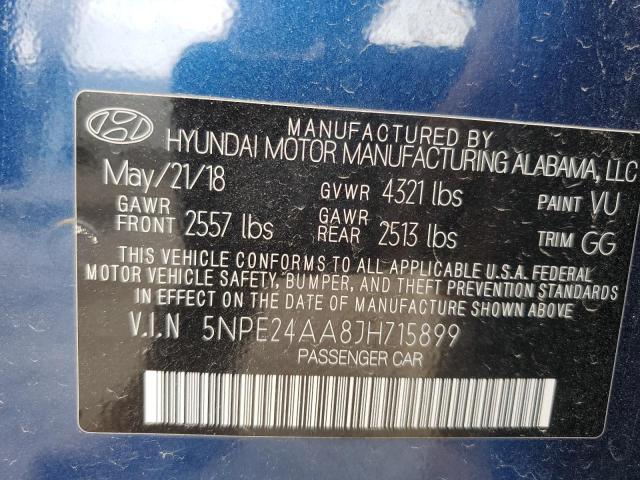 MANUFACTURED BY
HYUNDAI MOTOR MANUFACTURING ALABAMA, LLC
May/21/18 GVWR 4321 lbs PAINT VU
GAWR FRONT 2557 lbs GAWR REAR 2513 lbs TRIM GG
THIS VEHICLE CONFORMS TO ALL APPLICABLE U.S.A. FEDERAL
MOTOR VEHICLE SAFETY, BUMPER, AND THEFT PREVENTION STANDARDS
IN EFFECT ON THE DATE OF MANUFACTURE SHOWN ABOVE.
V.I.N 5NPE24AA8JH715899
PASSENGER CAR